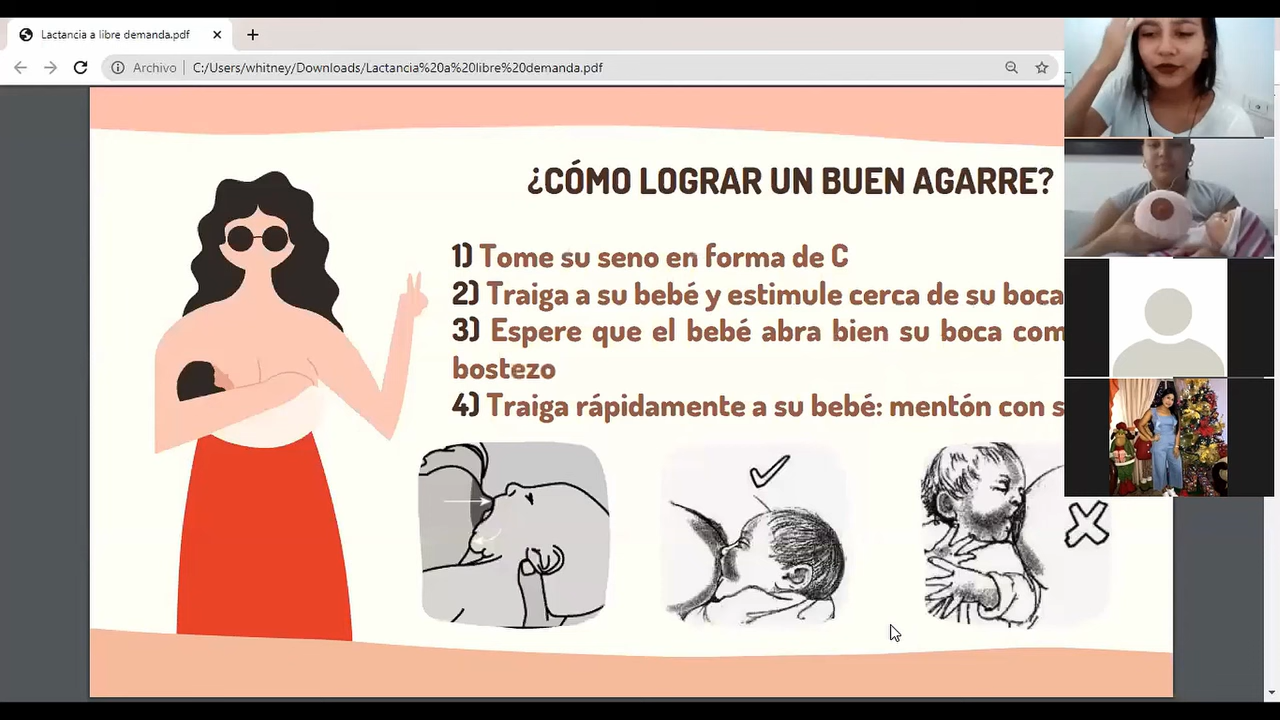 Lactancia a libre demanda.pdf
Archivo
C:/Users/whitney/Downloads/Lactancia%20a%20libre%20demanda.pdf
¿CÓMO LOGRAR UN BUEN AGARRE?
1) Tome su seno en forma de C
2) Traiga a su bebé y estimule cerca de su boca
3) Espere que el bebé abra bien su boca com
bostezo
4) Traiga rápidamente a su bebé: mentón con s